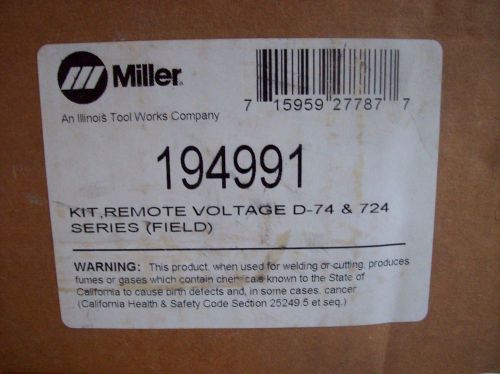 Miller®
An Illinois Tool Works Company
7 15959 27787 7
194991
KIT,REMOTE VOLTAGE D-74 & 724
SERIES (FIELD)
WARNING: This product, when used for welding or cutting, produces
fumes or gases which contain chemicals known to the State of
California to cause birth defects and, in some cases, cancer.
(California Health & Safety Code Section 25249.5 et seq.)